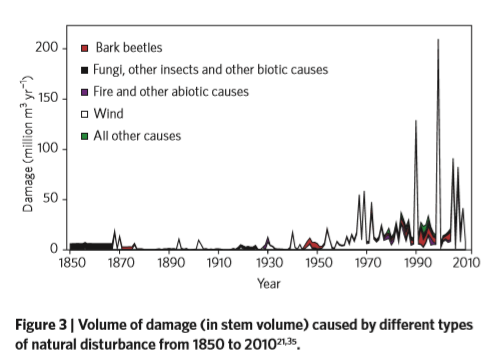 200
Bark beetles
Fungi, other insects and other biotic causes
150
Fire and other abiotic causes
Wind
100
All other causes
50
0
Damage (million m³ yr⁻¹)
1850 1870 1890 1910 1930 1950 1970 1990 2010
Year
Figure 3 | Volume of damage (in stem volume) caused by different types
of natural disturbance from 1850 to 2010²¹,³⁵.